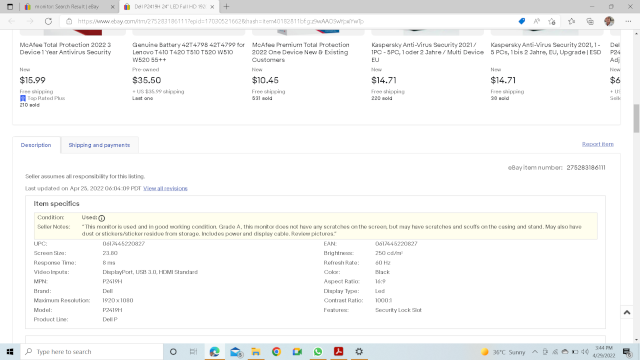 monitor: Search Result | eBay
Dell P2419H 24" LED Full HD 192
https://www.ebay.com/itm/275283186111?
McAfee Total Protection 2022 3 Device 1 Year Antivirus Security
New
$15.99
Free shipping
Top Rated Plus
210 sold
Genuine Battery 42T4798 42T4799 for Lenovo T410 T420 T510 T520 W510 W520 55++
Pre-owned
$35.50
+ US $35.99 shipping
Last one
McAfee Premium Total Protection 2022 One Device New & Existing Customers
New
$10.45
Free shipping
631 sold
Kaspersky Anti-Virus Security 2021 / 1PC - 5PC, 1 oder 2 Jahre / Multi-Device EU
New
$14.71
Free shipping
220 sold
Kaspersky Anti-Virus Security 2021, 1 - 5 PCs, 1 bis 2 Jahre, EU, Upgrade | ESD
New
$14.71
Free shipping
38 sold
Description
Shipping and payments
Report item
eBay item number: 275283186111
Seller assumes all responsibility for this listing.
Last updated on Apr 25, 2022 06:04:09 PDT View all revisions
Item specifics
Condition: Used
Seller Notes: "This monitor is used and in good working condition. Grade A, this monitor does not have any scratches on the screen, but may have scratches and scuffs on the casing and stand. May also have
dust or stickers/sticker residue from storage. Includes power and display cable. Review pictures."
UPC: 0617445220827 EAN: 0617445220827
Screen Size: 23.80 Brightness: 250 cd/m²
Response Time: 8 ms Refresh Rate: 60 Hz
Video Inputs: DisplayPort, USB 3.0, HDMI Standard Color: Black
MPN: P2419H Aspect Ratio: 16:9
Brand: Dell Display Type: Led
Maximum Resolution: 1920 x 1080 Contrast Ratio: 1000:1
Model: P2419H Features: Security Lock Slot
Product Line: Dell P
Type here to search
36°C Sunny
3:44 PM
4/29/2022